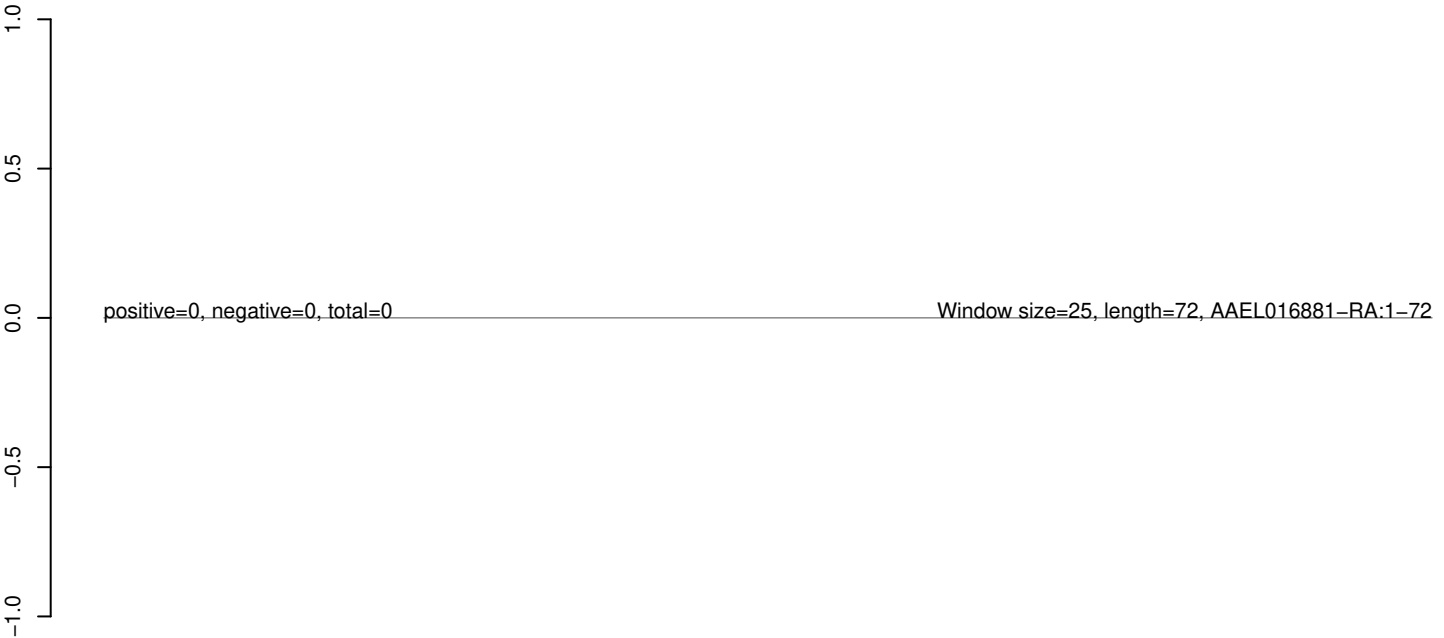 1.0
0.5
0.0
−0.5
−1.0
positive=0, negative=0, total=0
Window size=25, length=72, AAEL016881−RA:1−72